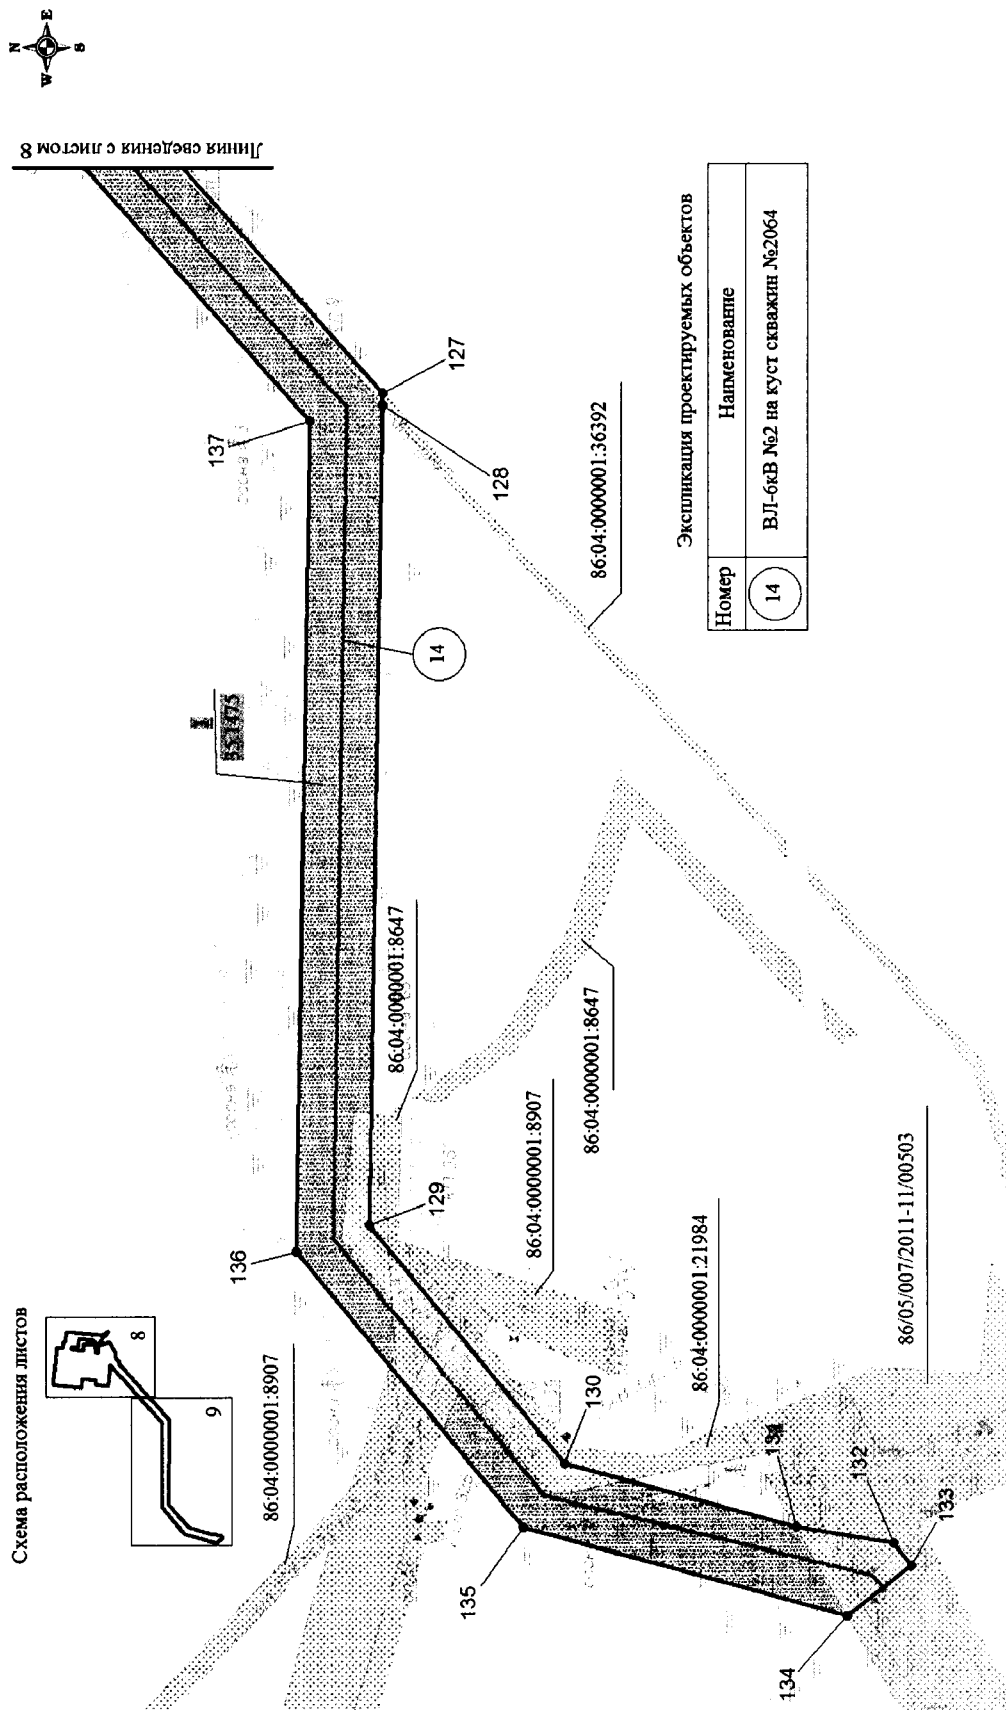 N
W
E
S
Линия сведения с листом 8
Схема расположения листов
8
9
137
127
128
136
129
130
132
133
134
135
14
86:04:0000001:36392
86:04:0000001:8647
86:04:0000001:8647
86:04:0000001:8907
86:04:0000001:8907
86:04:0000001:21984
86/05/007/2011-11/00503
Экспликация проектируемых объектов
Номер
Наименование
14
ВЛ-6кВ №2 на куст скважин №2064